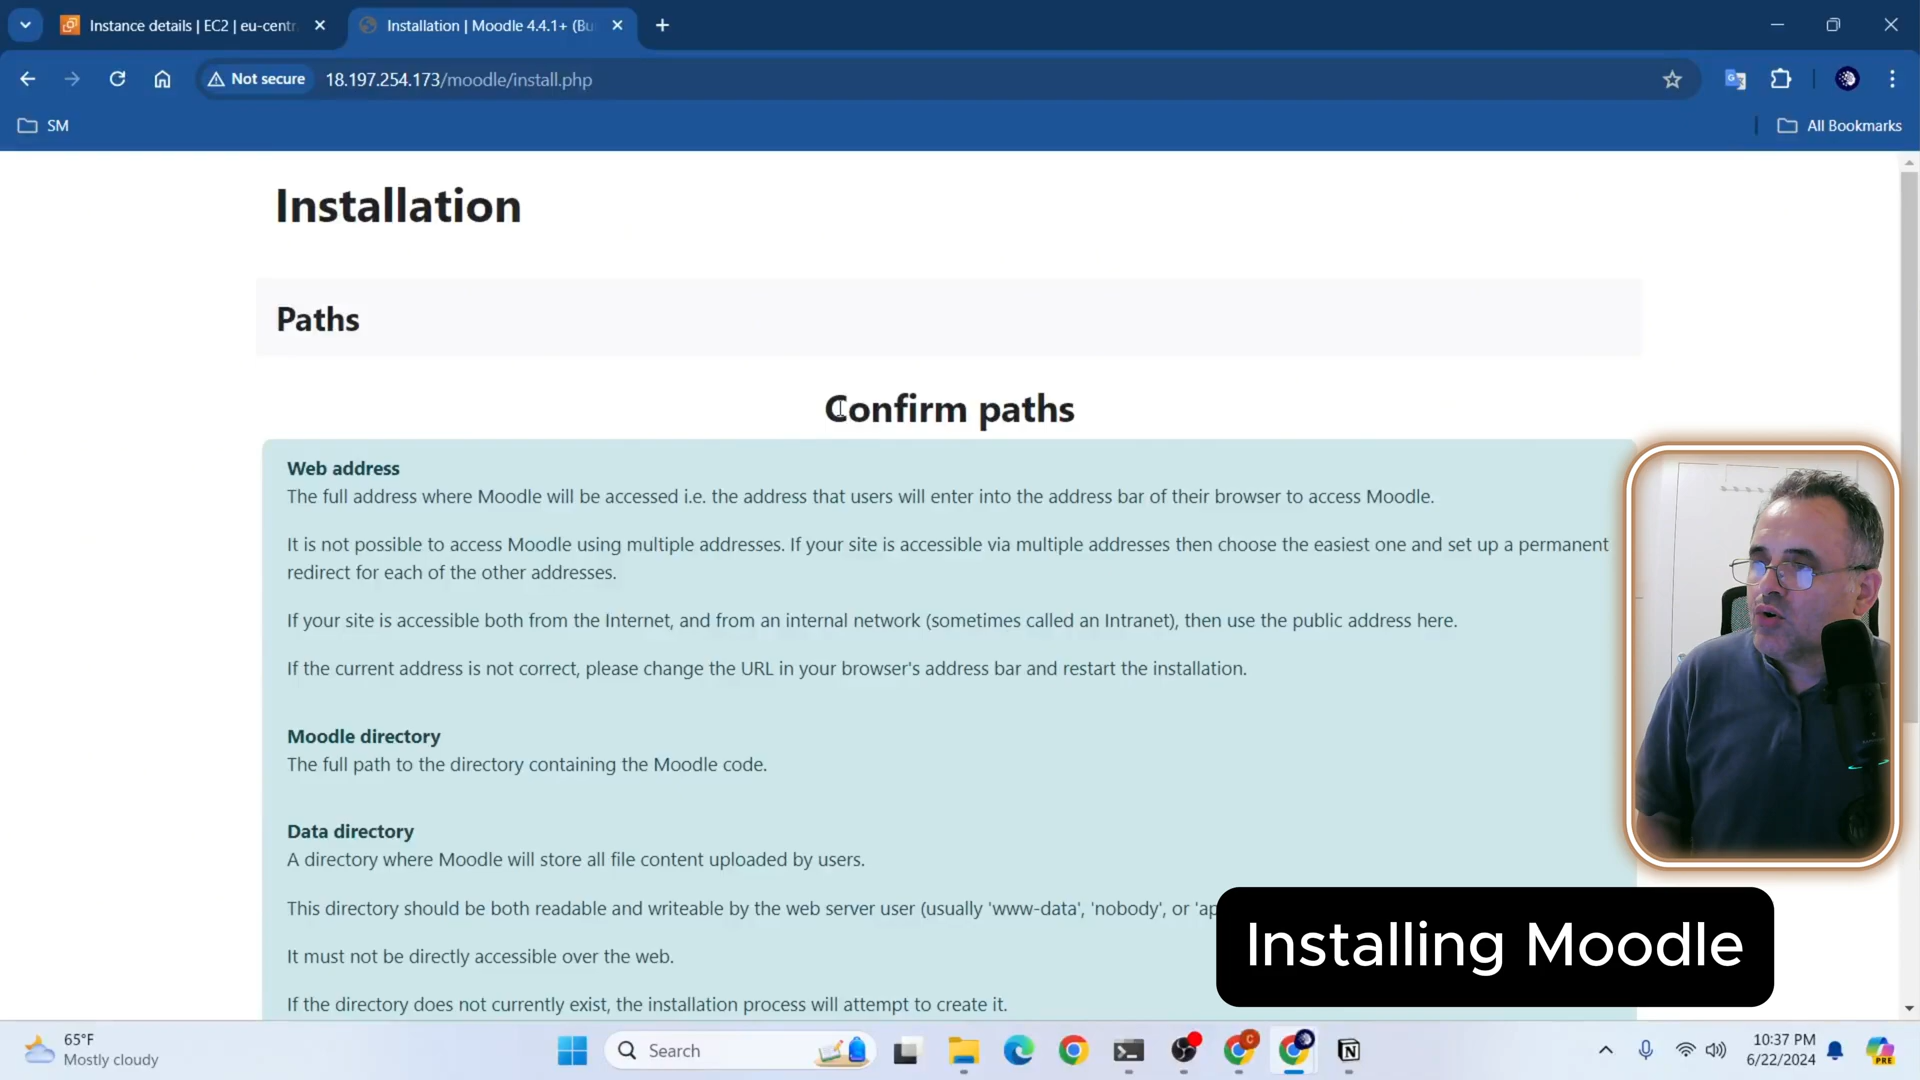 Instance details | EC2 | eu-centr
Installation | Moodle 4.4.1+ (Bu
Not secure
18.197.254.173/moodle/install.php
SM
All Bookmarks
Installation
Paths
Confirm paths
Web address
The full address where Moodle will be accessed i.e. the address that users will enter into the address bar of their browser to access Moodle.
It is not possible to access Moodle using multiple addresses. If your site is accessible via multiple addresses then choose the easiest one and set up a permanent
redirect for each of the other addresses.
If your site is accessible both from the Internet, and from an internal network (sometimes called an Intranet), then use the public address here.
If the current address is not correct, please change the URL in your browser's address bar and restart the installation.
Moodle directory
The full path to the directory containing the Moodle code.
Data directory
A directory where Moodle will store all file content uploaded by users.
This directory should be both readable and writeable by the web server user (usually 'www-data', 'nobody', or 'ap
It must not be directly accessible over the web.
If the directory does not currently exist, the installation process will attempt to create it.
Installing Moodle
65°F
Mostly cloudy
Search
C
10:37 PM
6/22/2024
PRE